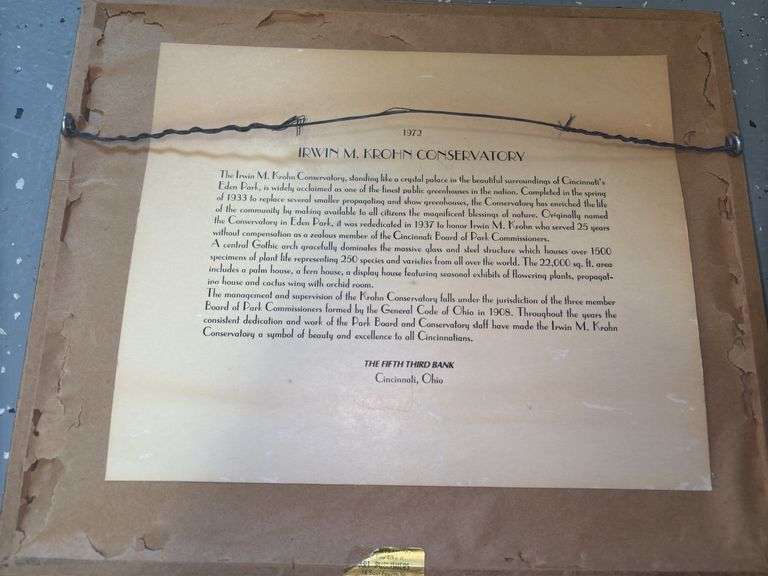 1972
IRWIN M. KROHN CONSERVATORY
The Irwin M. Krohn Conservatory, standing like a crystal palace in the beautiful surroundings of Cincinnati's
Eden Park, is widely acclaimed as one of the finest public greenhouses in the nation. Completed in the spring
of 1933 to replace several smaller propagating and show greenhouses, the Conservatory has enriched the life
of the community by making available to all citizens the magnificent blessings of nature. Originally named
the Conservatory in Eden Park, it was rededicated in 1937 to honor Irwin M. Krohn who served 25 years
without compensation as a zealous member of the Cincinnati Board of Park Commissioners.
A central Gothic arch gracefully dominates the massive glass and steel structure which houses over 1500
specimens of plant life representing 250 species and varieties from all over the world. The 22,000 sq. ft. area
includes a palm house, a fern house, a display house featuring seasonal exhibits of flowering plants, propagat-
ing house and cactus wing with orchid room.
The management and supervision of the Krohn Conservatory falls under the jurisdiction of the three member
Board of Park Commissioners formed by the General Code of Ohio in 1908. Throughout the years the
consistent dedication and work of the Park Board and Conservatory staff have made the Irwin M. Krohn
Conservatory a symbol of beauty and excellence to all Cincinnatians.
THE FIFTH THIRD BANK
Cincinnati, Ohio